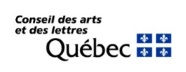 Conseil des arts
et des lettres
Québec